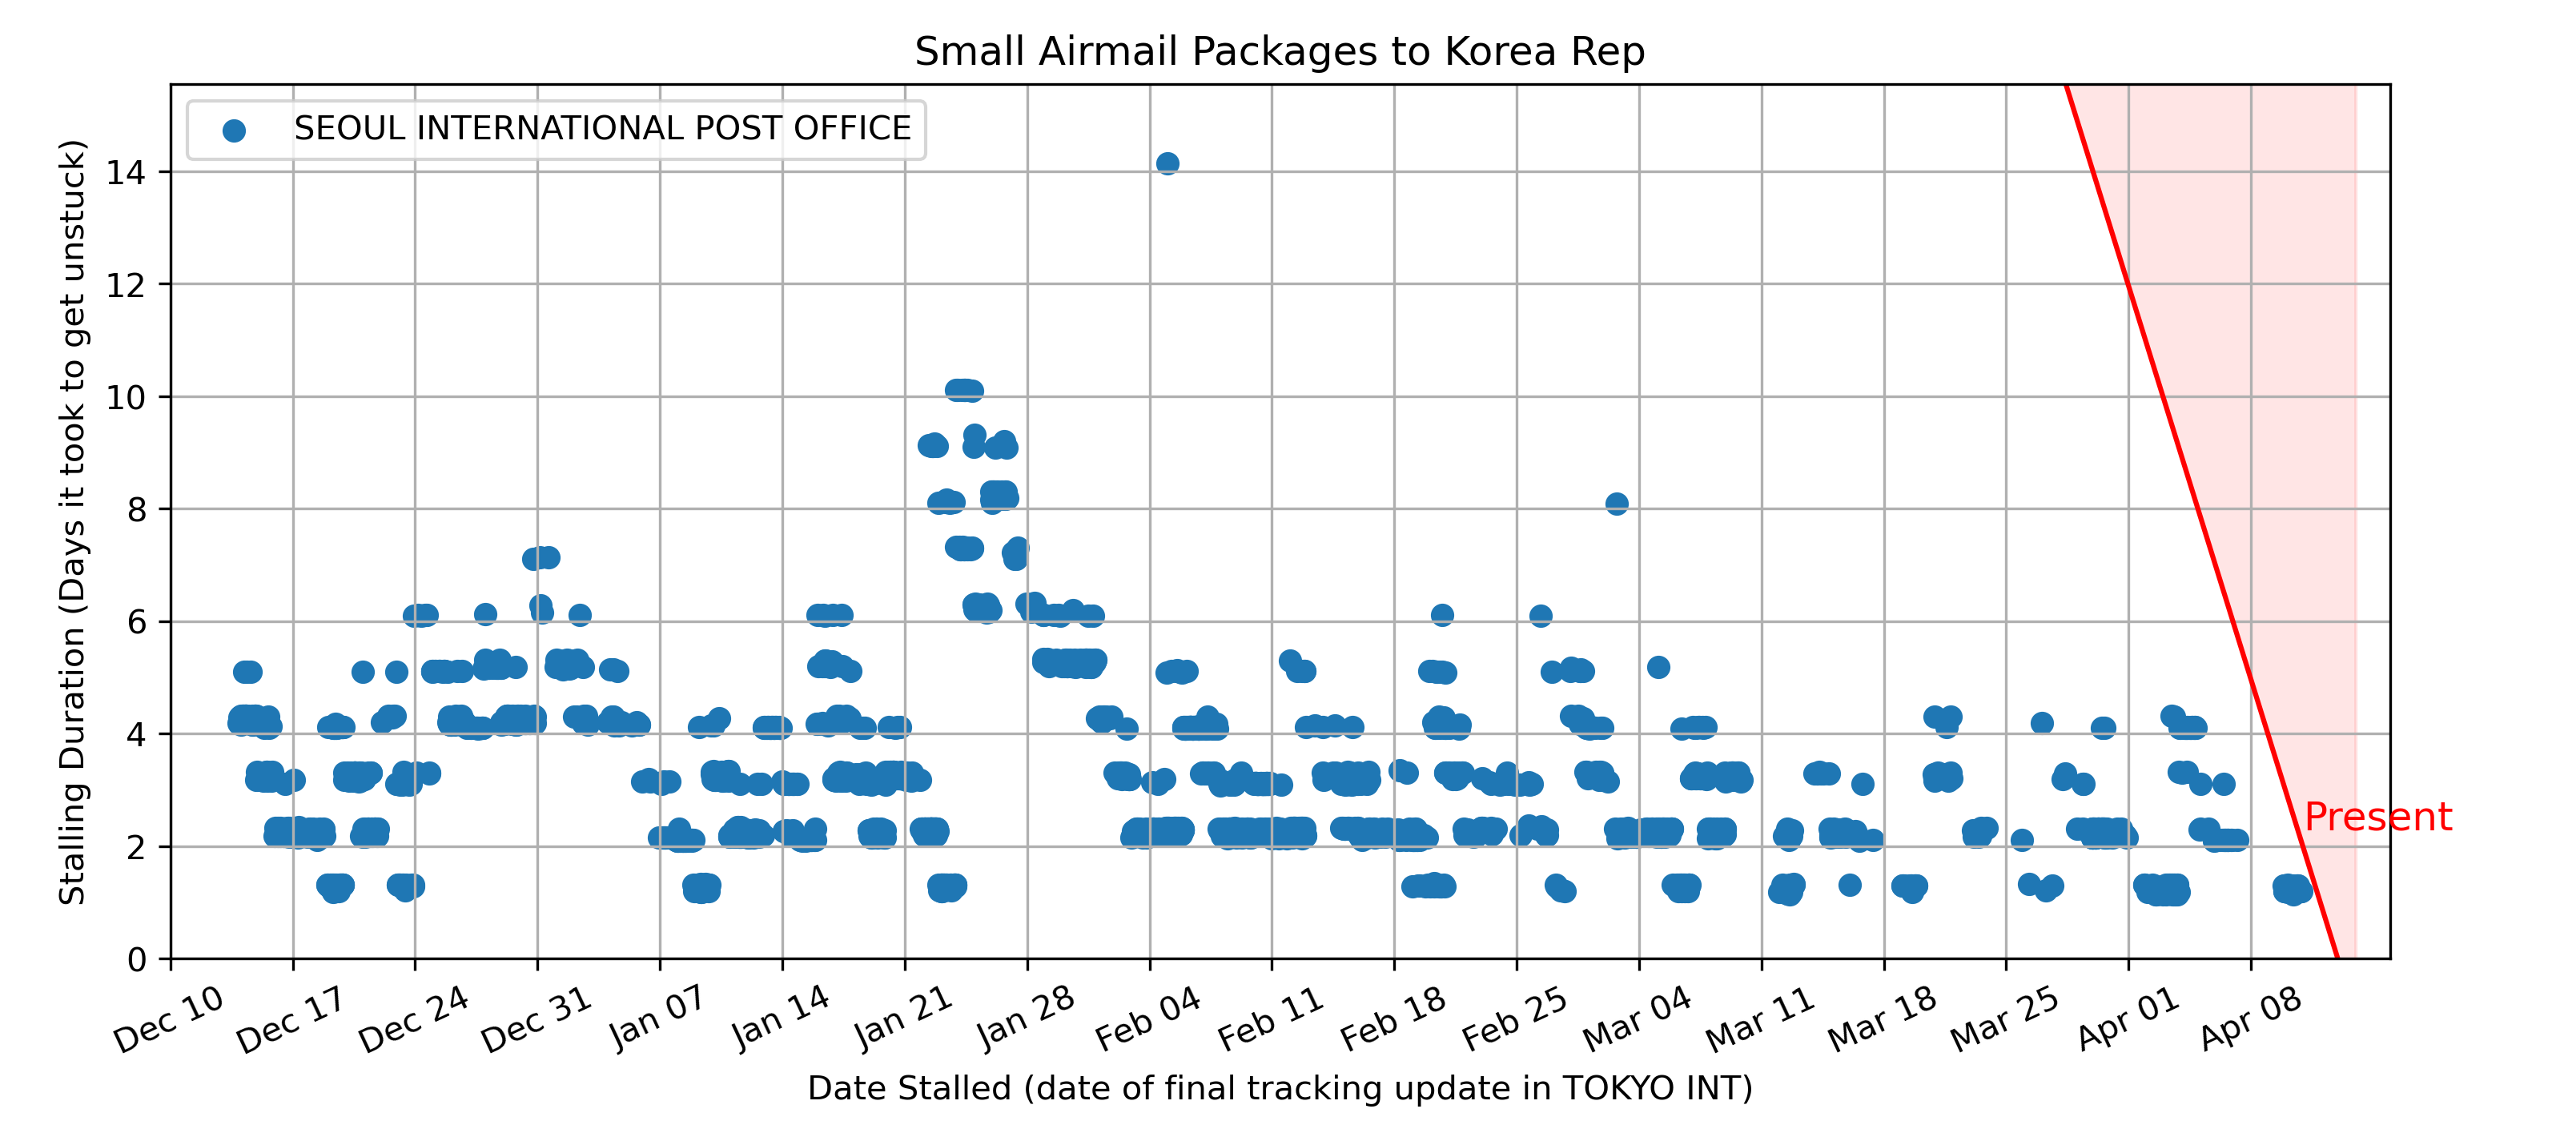 Small Airmail Packages to Korea Rep
SEOUL INTERNATIONAL POST OFFICE
Stalling Duration (Days it took to get unstuck)
14
12
10
8
6
4
2
0
Present
Dec 10
Dec 17
Dec 24
Dec 31
Jan 07
Jan 14
Jan 21
Jan 28
Feb 04
Feb 11
Feb 18
Feb 25
Mar 04
Mar 11
Mar 18
Mar 25
Apr 01
Apr 08
Date Stalled (date of final tracking update in TOKYO INT)